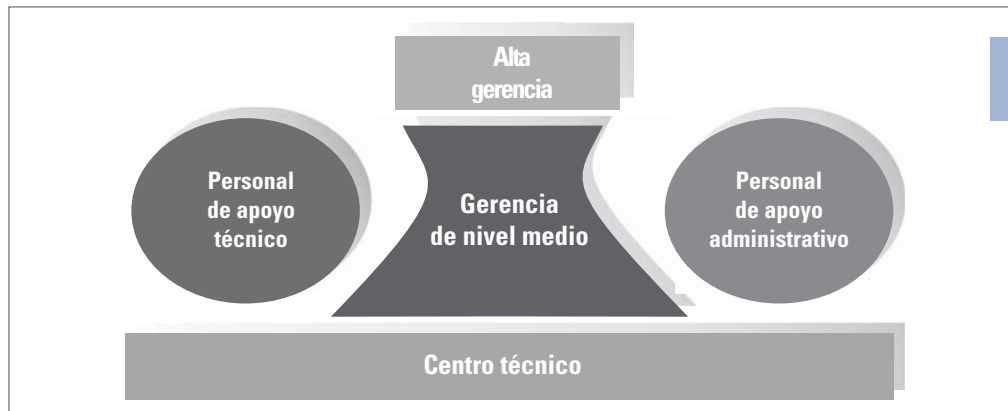 Alta
gerencia
Personal
de apoyo
técnico
Gerencia
de nivel medio
Personal
de apoyo
administrativo
Centro técnico